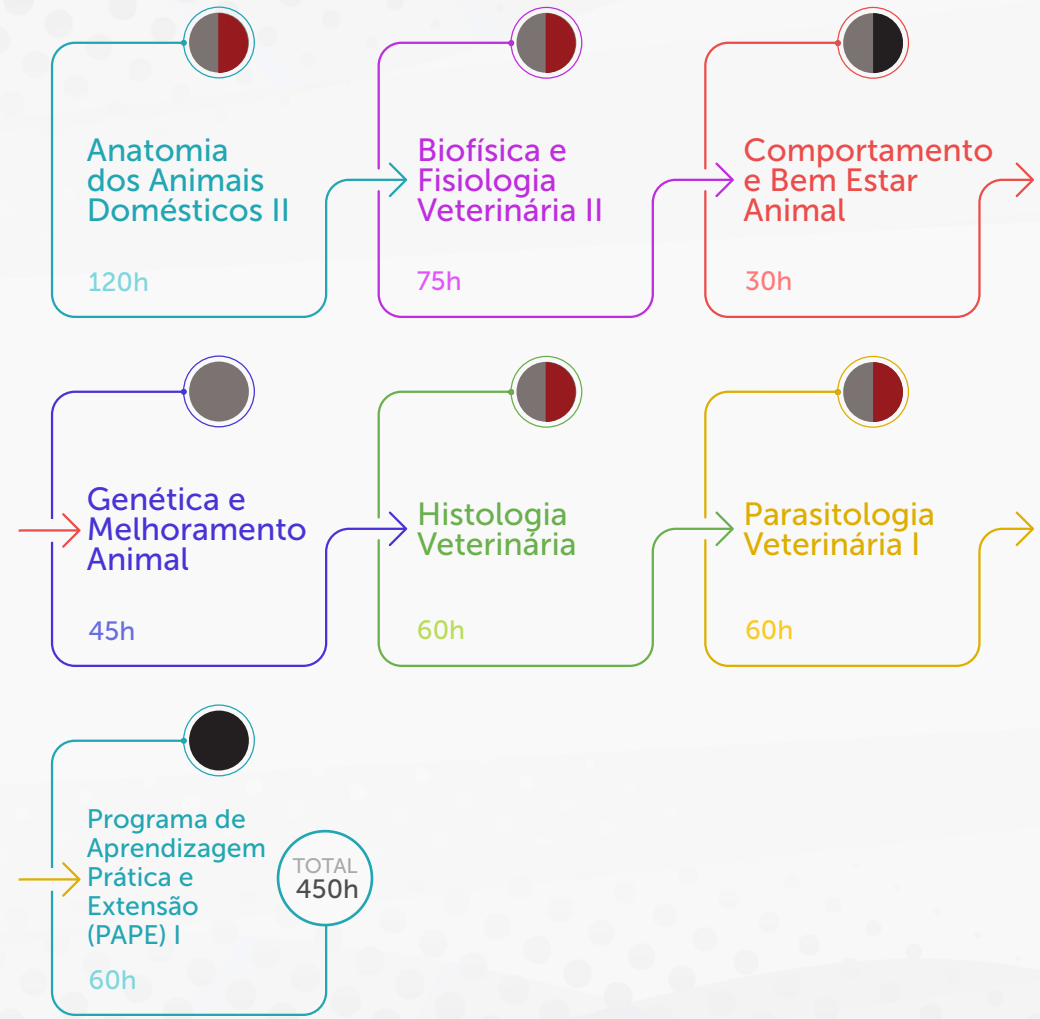 Anatomia
dos Animais
Domésticos II
120h
Biofísica e
Fisiologia
Veterinária II
75h
Comportamento
e Bem Estar
Animal
30h
Genética e
Melhoramento
Animal
45h
Histologia
Veterinária
60h
Parasitologia
Veterinária I
60h
Programa de
Aprendizagem
Prática e
Extensão
(PAPE) I
60h
TOTAL
450h